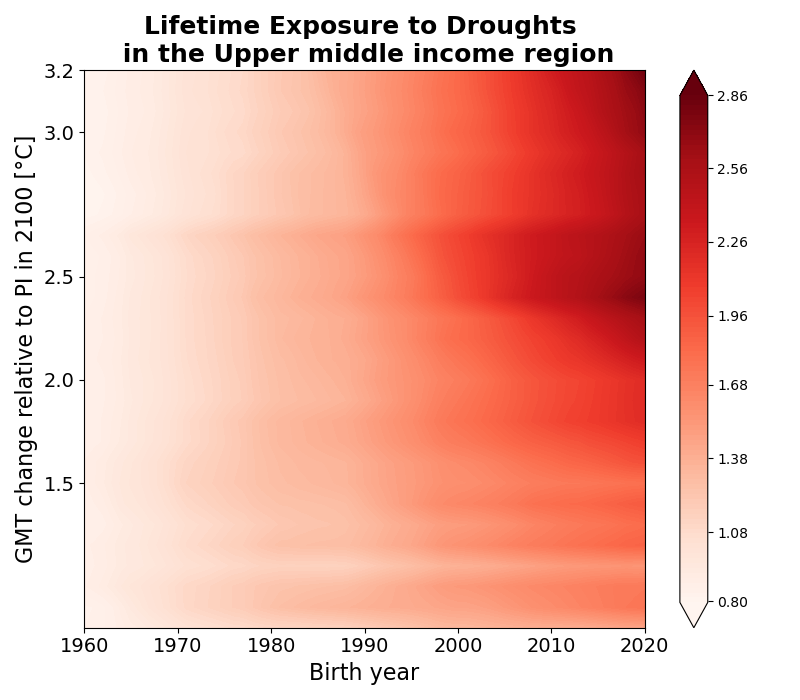 Lifetime Exposure to Droughts
in the Upper middle income region
GMT change relative to PI in 2100 [°C]
3.2
3.0
2.5
2.0
1.5
1960 1970 1980 1990 2000 2010 2020
Birth year
2.86
2.56
2.26
1.96
1.68
1.38
1.08
0.80